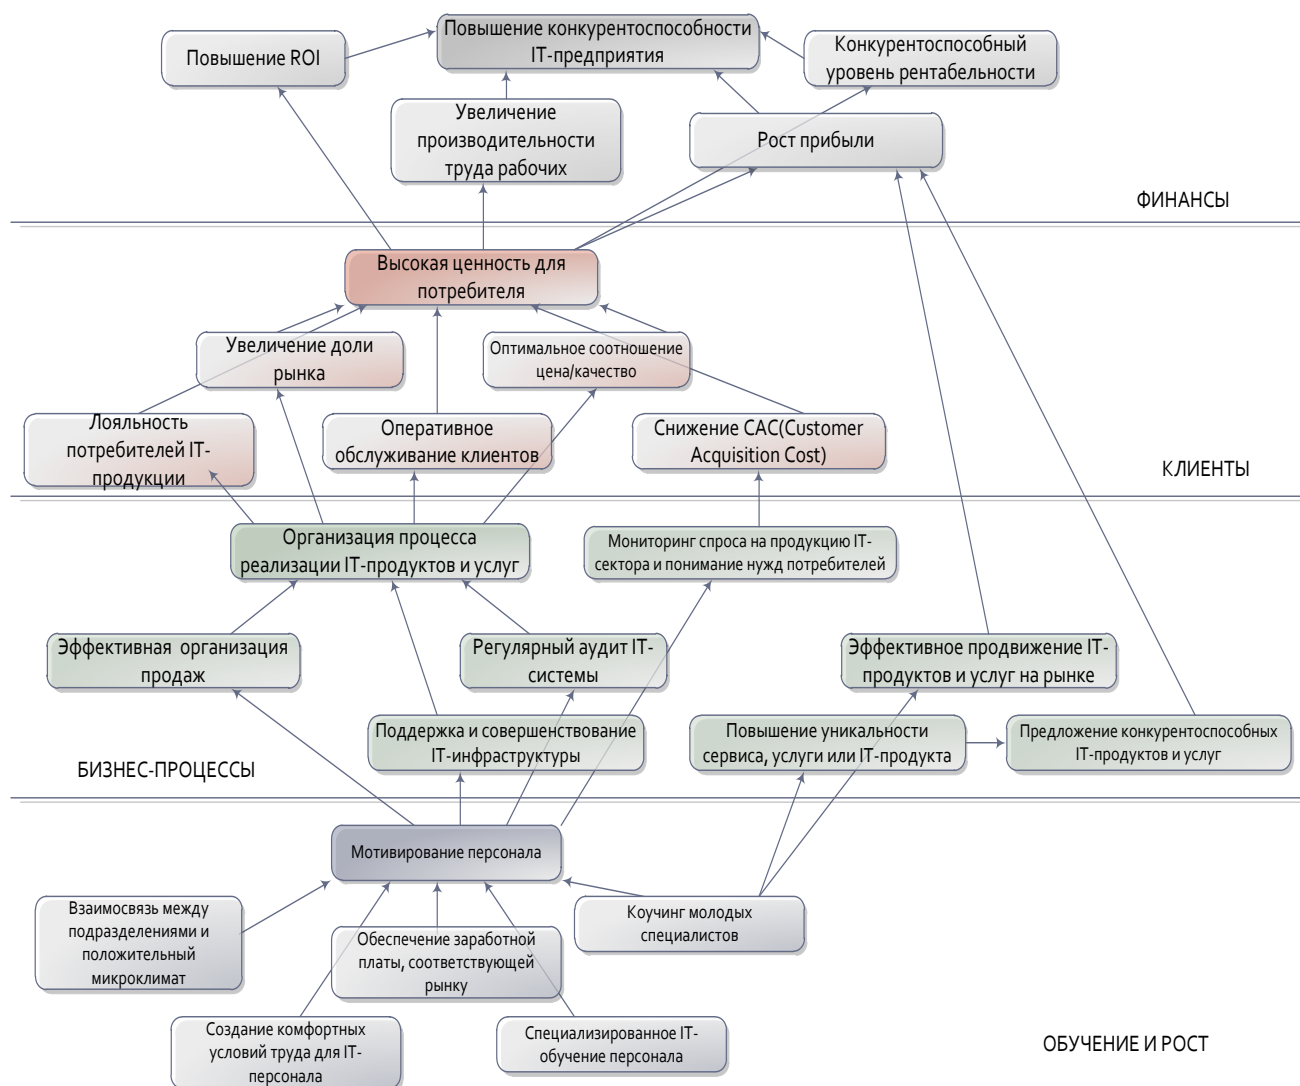 Повышение конкурентоспособности
IT-предприятия
Повышение ROI
Конкурентоспособный
уровень рентабельности
Увеличение
производительности
труда рабочих
Рост прибыли
ФИНАНСЫ
Высокая ценность для
потребителя
Увеличение доли
рынка
Оптимальное соотношение
цена/качество
Лояльность
потребителей IT-
продукции
Оперативное
обслуживание клиентов
Снижение CAC(Customer
Acquisition Cost)
КЛИЕНТЫ
Организация процесса
реализации IT-продуктов и услуг
Мониторинг спроса на продукцию IT-
сектора и понимание нужд потребителей
Эффективная организация
продаж
Регулярный аудит IT-
системы
Эффективное продвижение IT-
продуктов и услуг на рынке
Поддержка и совершенствование
IT-инфраструктуры
Повышение уникальности
сервиса, услуги или IT-продукта
Предложение конкурентоспособных
IT-продуктов и услуг
БИЗНЕС-ПРОЦЕССЫ
Мотивирование персонала
Взаимосвязь между
подразделениями и
положительный
микроклимат
Обеспечение заработной
платы, соответствующей
рынку
Коучинг молодых
специалистов
Создание комфортных
условий труда для IT-
персонала
Специализированное IT-
обучение персонала
ОБУЧЕНИЕ И РОСТ